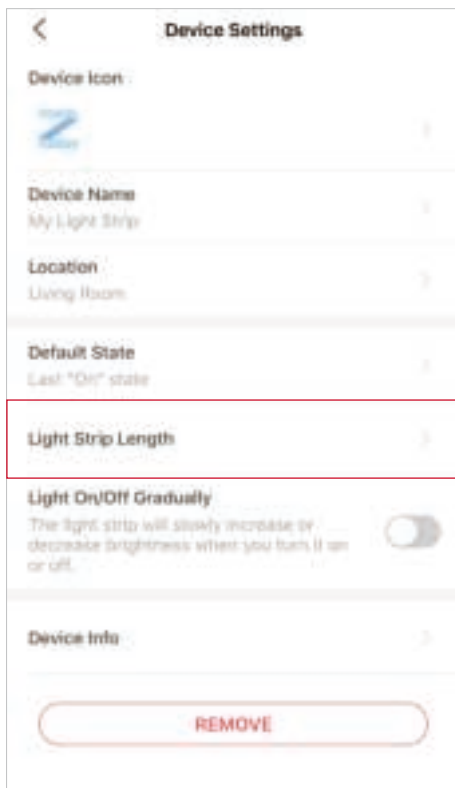 Device Settings
Device Icon
Device Name
My Light Strip
Location
Living Room
Default State
Last "On" state
Light Strip Length
Light On/Off Gradually
The light strip will slowly increase or
decrease brightness when you turn it on
or off.
Device Info
REMOVE